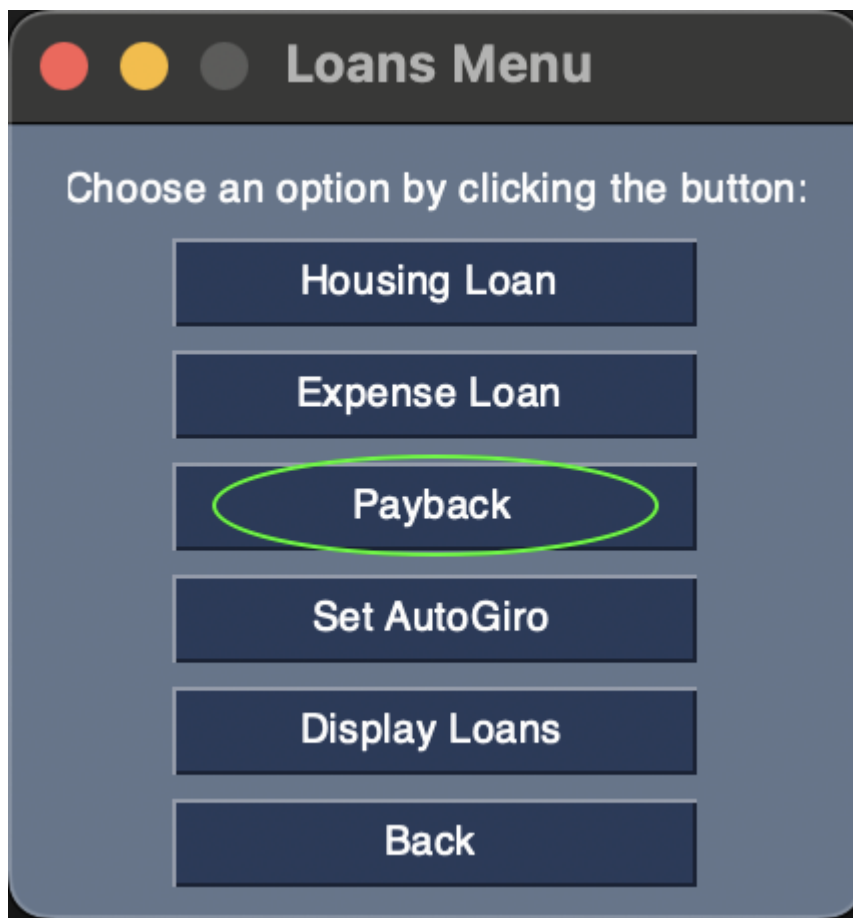 Loans Menu
Choose an option by clicking the button:
Housing Loan
Expense Loan
Payback
Set AutoGiro
Display Loans
Back